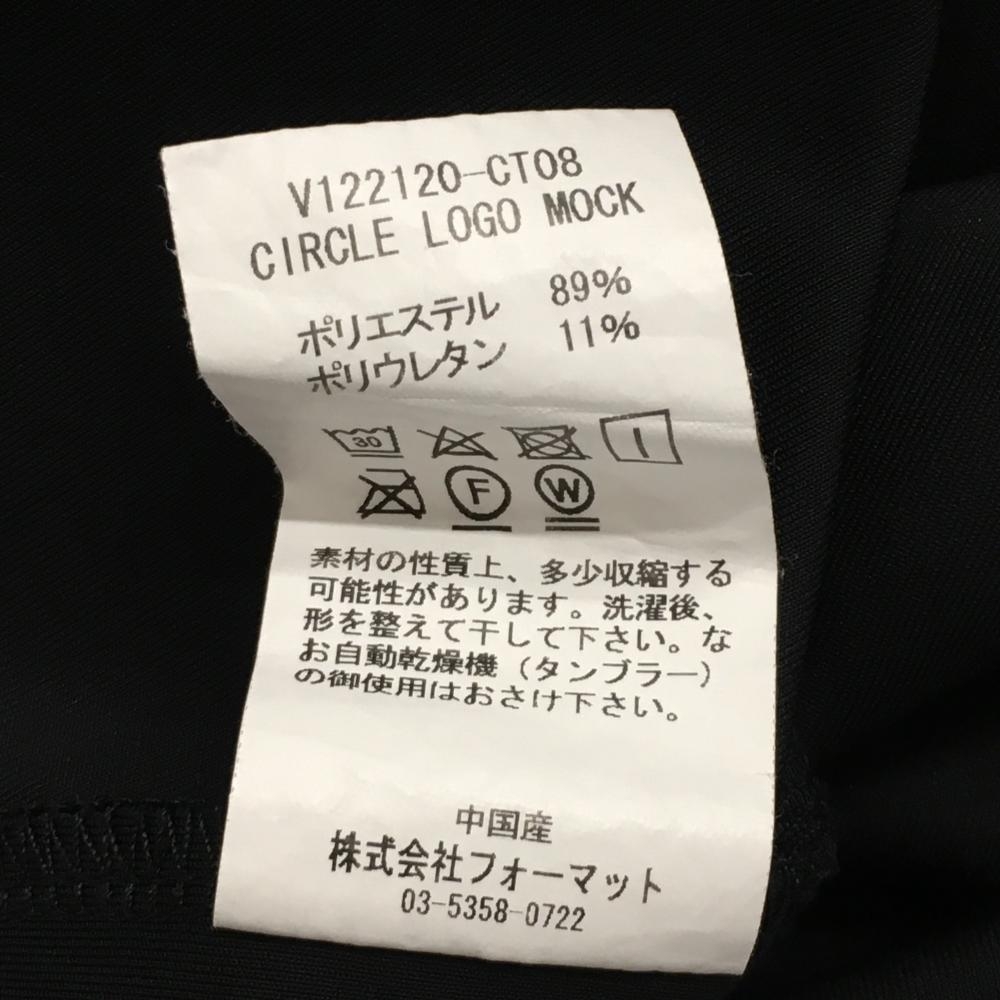 V122120-CT08
CIRCLE LOGO MOCK
ポリエステル 89%
ポリウレタン 11%
30
F W
素材の性質上、多少収縮する
可能性があります。洗濯後、
形を整えて干して下さい。な
お自動乾燥機（タンブラー）
の御使用はおさけ下さい。
中国産
株式会社フォーマット
03-5358-0722